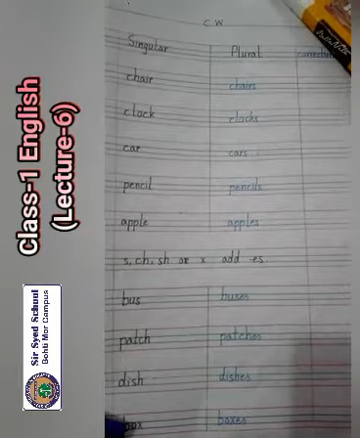 Class-1 English
(Lecture-6)
Sir Syed School
Bohti Mor Campus
C W
Singular Plural
chair chairs
clock clocks
car cars
pencil pencils
apple apples
s, ch, sh or x add -es.
bus buses
patch patches
dish dishes
box boxes